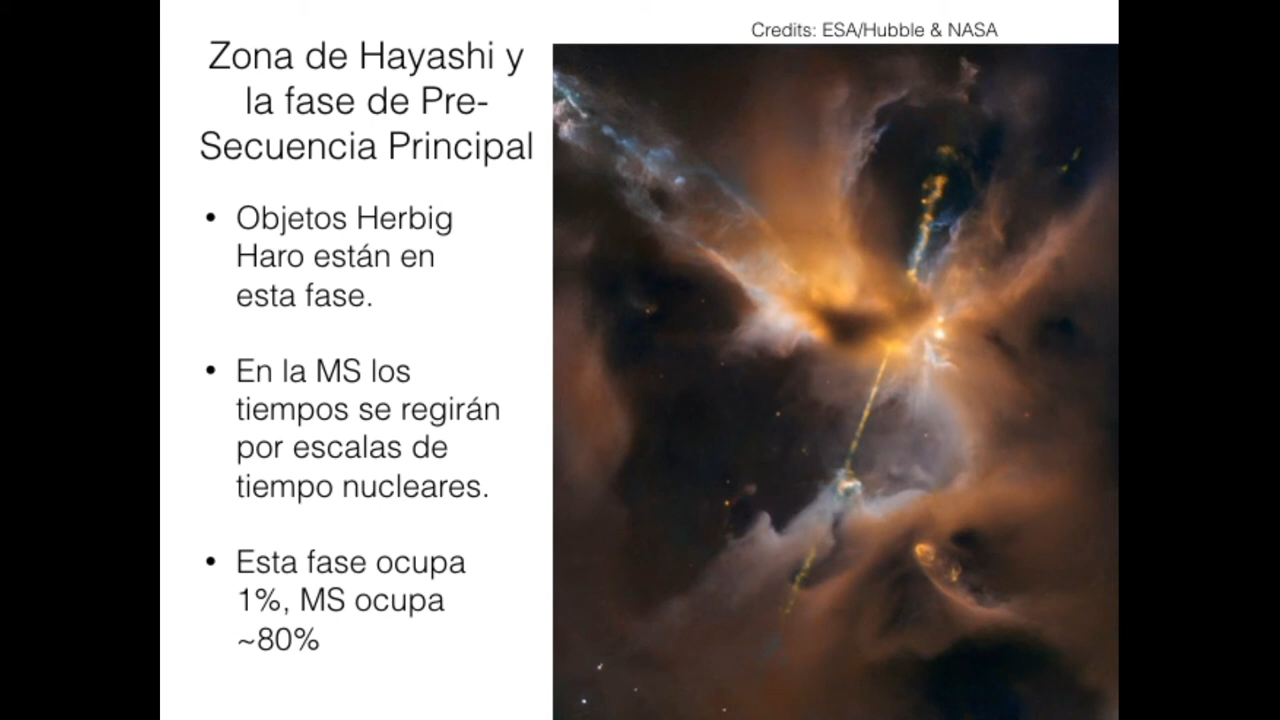 Credits: ESA/Hubble & NASA
Zona de Hayashi y
la fase de Pre-
Secuencia Principal
• Objetos Herbig
Haro están en
esta fase.
• En la MS los
tiempos se regirán
por escalas de
tiempo nucleares.
• Esta fase ocupa
1%, MS ocupa
~80%